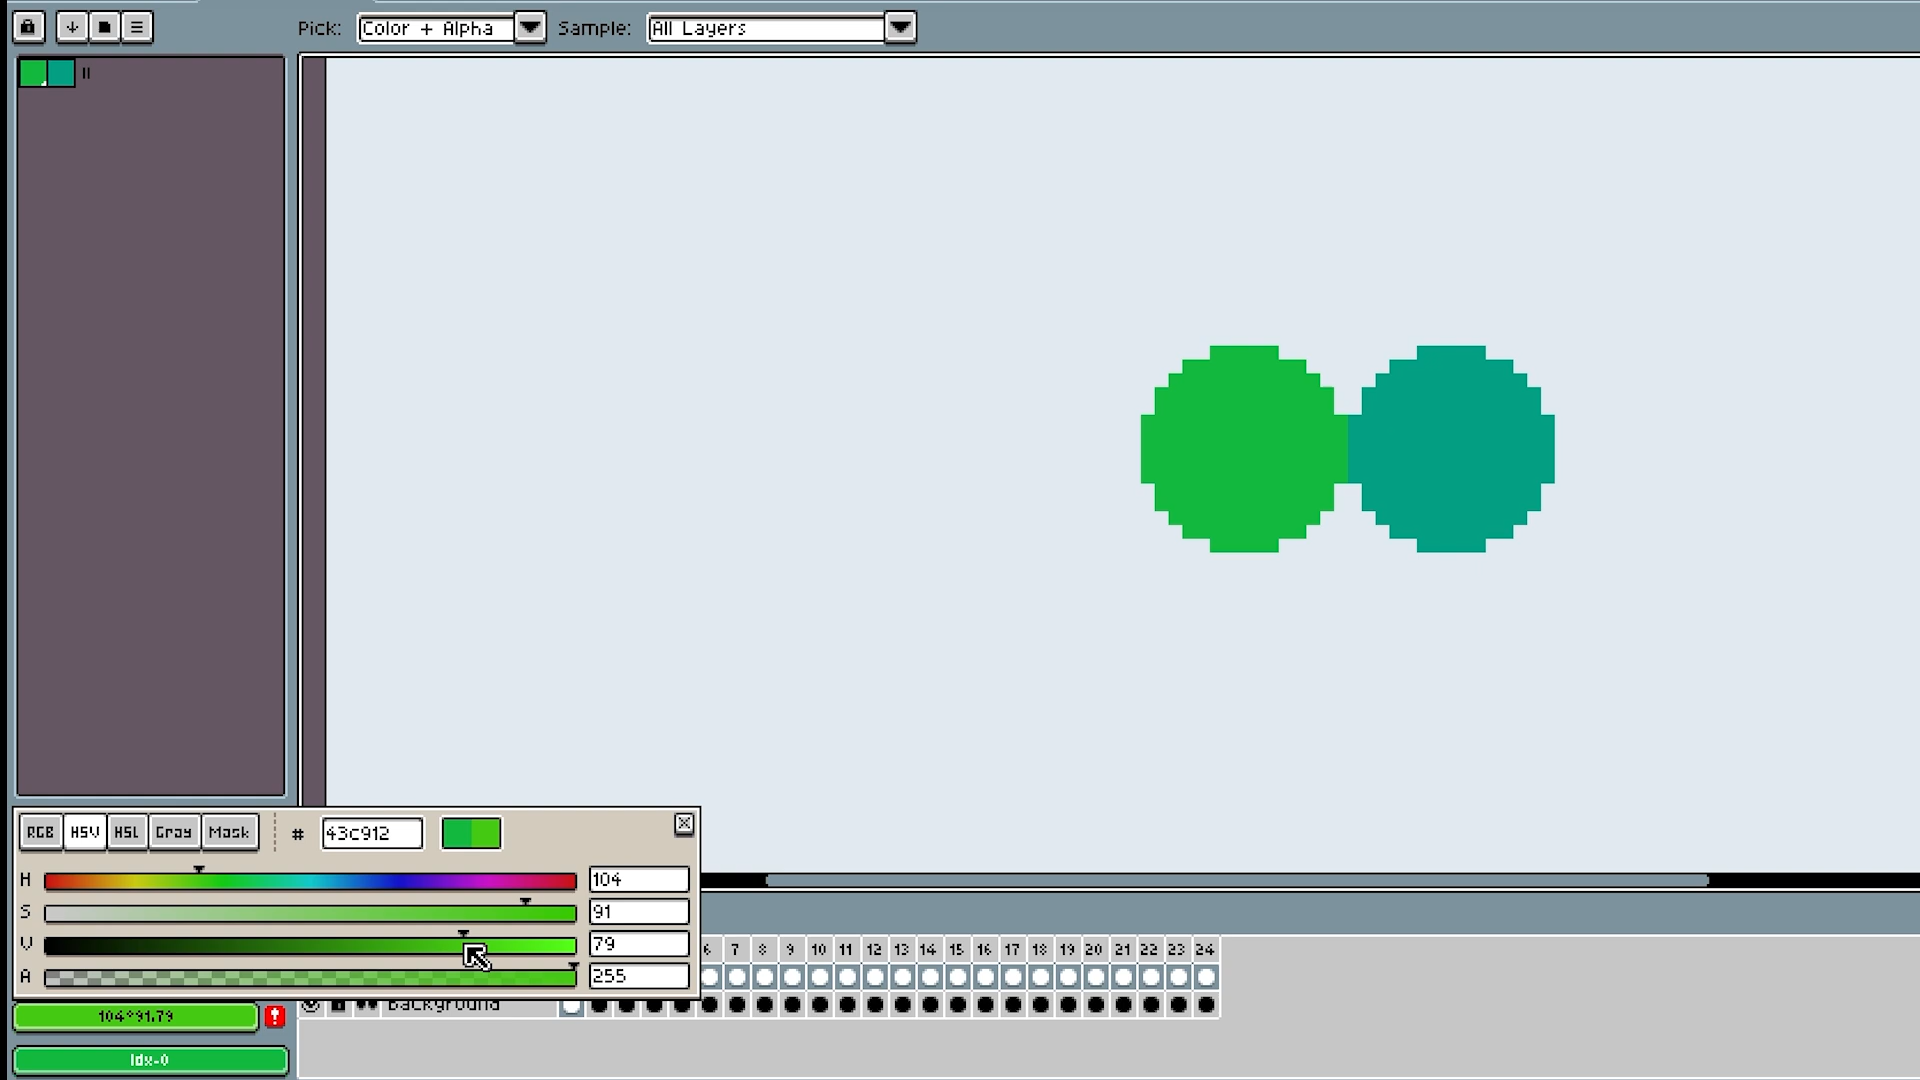 Pick: Color + Alpha Sample: All Layers
RGB HSV HSL Gray Mask # 43c912
H 104
S 91
V 79
A 255
6 7 8 9 10 11 12 13 14 15 16 17 18 19 20 21 22 23 24
Background
104°91,79 !
Idx-0